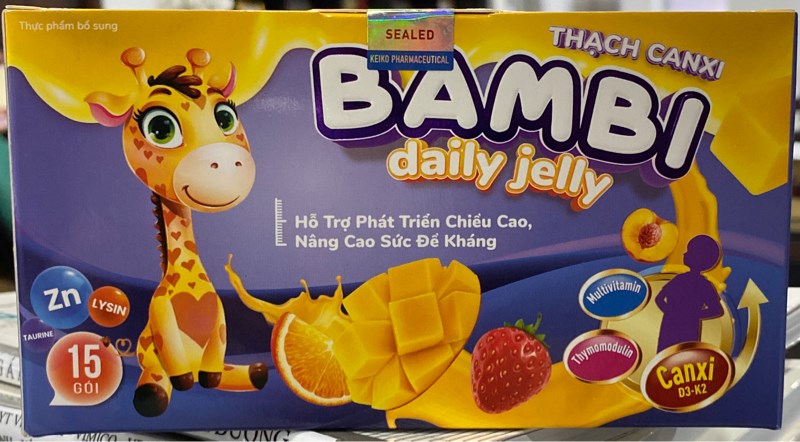 Thực phẩm bổ sung
SEALED
KEIKO PHARMACEUTICAL
THẠCH CANXI
BAMBI
daily jelly
Hỗ Trợ Phát Triển Chiều Cao,
Nâng Cao Sức Đề Kháng
Zn
LYSIN
TAURINE
15
GÓI
Multivitamin
Thymomodulin
Canxi
D3-K2
VIMICO